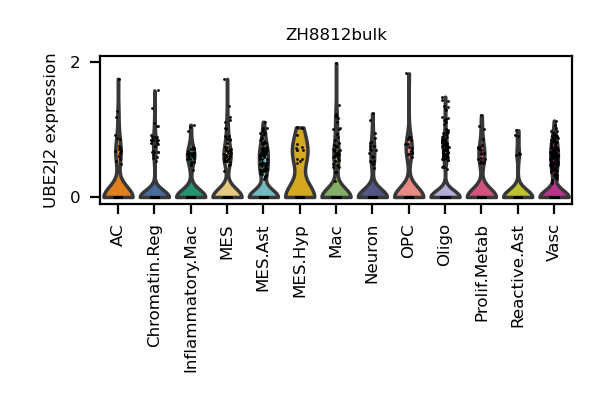 ZH8812bulk
UBE2J2 expression
2
0
AC
Chromatin.Reg
Inflammatory.Mac
MES
MES.Ast
MES.Hyp
Mac
Neuron
OPC
Oligo
Prolif.Metab
Reactive.Ast
Vasc